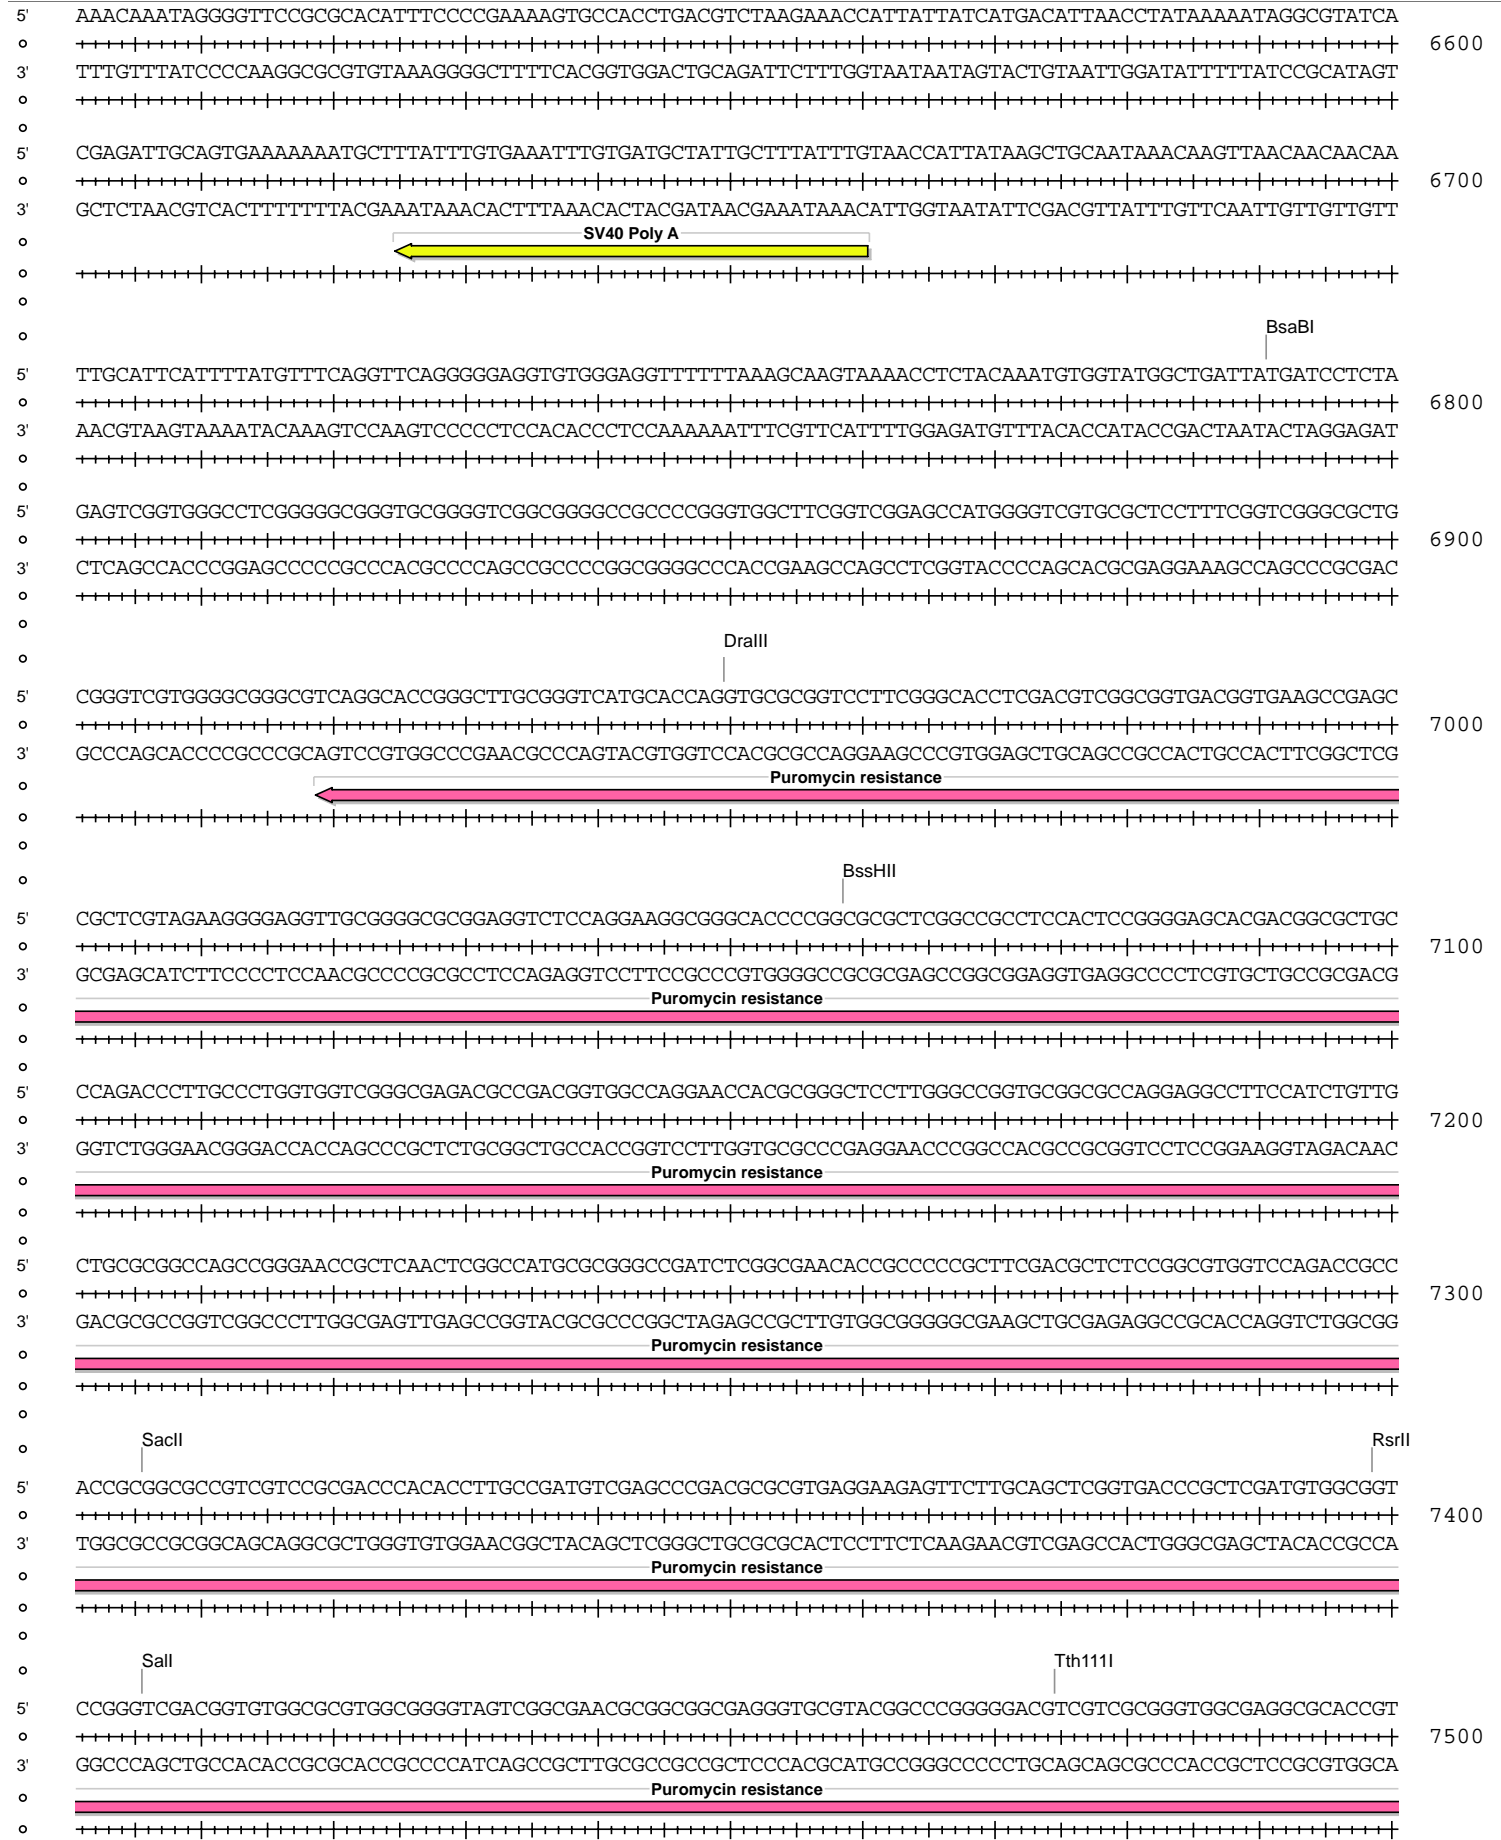 5' AAACAAATAGGGGTTCCGCGCACATTTCCCCGAAAAGTGCCACCTGACGTCTAAGAAACCATTATTATCATGACATTAACCTATAAAAATAGGCGTATCA
6600
3' TTTGTTTATCCCCAAGGCGCGTGTAAAGGGGCTTTTCACGGTGGACTGCAGATTCTTTGGTAATAATAGTACTGTAATTGGATATTTTTATCCGCATAGT
5' CGAGATTGCAGTGAAAAAAATGCTTTATTTGTGAAATTTGTGATGCTATTGCTTTATTTGTAACCATTATAAGCTGCAATAAACAAGTTAACAACAACAA
6700
3' GCTCTAACGTCACTTTTTTTACGAAATAAACACTTTAAACACTACGATAACGAAATAAACATTGGTAATATTCGACGTTATTTGTTCAATTGTTGTTGTT
SV40 Poly A
BsaBI
5' TTGCATTCATTTTATGTTTCAGGTTCAGGGGGAGGTGTGGGAGGTTTTTTAAAGCAAGTAAAACCTCTACAAATGTGGTATGGCTGATTATGATCCTCTA
6800
3' AACGTAAGTAAAATACAAAGTCCAAGTCCCCCTCCACACCCTCCAAAAAATTTCGTTCATTTTGGAGATGTTTACACCATACCGACTAATACTAGGAGAT
5' GAGTCGGTGGGCCTCGGGGGCGGGTGCGGGGTCGGCGGGGCCGCCCCGGGTGGCTTCGGTCGGAGCCATGGGGTCGTGCGCTCCTTTCGGTCGGGCGCTG
6900
3' CTCAGCCACCCGGAGCCCCCGCCCACGCCCCAGCCGCCCCGGCGGGGCCCACCGAAGCCAGCCTCGGTACCCCAGCACGCGAGGAAAGCCAGCCCGCGAC
DraIII
5' CGGGTCGTGGGGCGGGCGTCAGGCACCGGGCTTGCGGGTCATGCACCAGGTGCGCGGTCCTTCGGGCACCTCGACGTCGGCGGTGACGGTGAAGCCGAGC
7000
3' GCCCAGCACCCCGCCCGCAGTCCGTGGCCCGAACGCCCAGTACGTGGTCCACGCGCCAGGAAGCCCGTGGAGCTGCAGCCGCCACTGCCACTTCGGCTCG
Puromycin resistance
BssHII
5' CGCTCGTAGAAGGGGAGGTTGCGGGGCGCGGAGGTCTCCAGGAAGGCGGGCACCCCGGCGCGCTCGGCCGCCTCCACTCCGGGGAGCACGACGGCGCTGC
7100
3' GCGAGCATCTTCCCCTCCAACGCCCCGCGCCTCCAGAGGTCCTTCCGCCCGTGGGGCCGCGCGAGCCGGCGGAGGTGAGGCCCCTCGTGCTGCCGCGACG
Puromycin resistance
5' CCAGACCCTTGCCCTGGTGGTCGGGCGAGACGCCGACGGTGGCCAGGAACCACGCGGGCTCCTTGGGCCGGTGCGGCGCCAGGAGGCCTTCCATCTGTTG
7200
3' GGTCTGGGAACGGGACCACCAGCCCGCTCTGCGGCTGCCACCGGTCCTTGGTGCGCCCGAGGAACCCGGCCACGCCGCGGTCCTCCGGAAGGTAGACAAC
Puromycin resistance
5' CTGCGCGGCCAGCCGGGAACCGCTCAACTCGGCCATGCGCGGGCCGATCTCGGCGAACACCGCCCCCGCTTCGACGCTCTCCGGCGTGGTCCAGACCGCC
7300
3' GACGCGCCGGTCGGCCCTTGGCGAGTTGAGCCGGTACGCGCCCGGCTAGAGCCGCTTGTGGCGGGGGCGAAGCTGCGAGAGGCCGCACCAGGTCTGGCGG
Puromycin resistance
SacII RsrII
5' ACCGCGGCGCCGTCGTCCGCGACCCACACCTTGCCGATGTCGAGCCCGACGCGCGTGAGGAAGAGTTCTTGCAGCTCGGTGACCCGCTCGATGTGGCGGT
7400
3' TGGCGCCGCGGCAGCAGGCGCTGGGTGTGGAACGGCTACAGCTCGGGCTGCGCGCACTCCTTCTCAAGAACGTCGAGCCACTGGGCGAGCTACACCGCCA
Puromycin resistance
SalI Tth111I
5' CCGGGTCGACGGTGTGGCGCGTGGCGGGGTAGTCGGCGAACGCGGCGGCGAGGGTGCGTACGGCCCGGGGGACGTCGTCGCGGGTGGCGAGGCGCACCGT
7500
3' GGCCCAGCTGCCACACCGCGCACCGCCCCATCAGCCGCTTGCGCCGCCGCTCCCACGCATGCCGGGCCCCCTGCAGCAGCGCCCACCGCTCCGCGTGGCA
Puromycin resistance